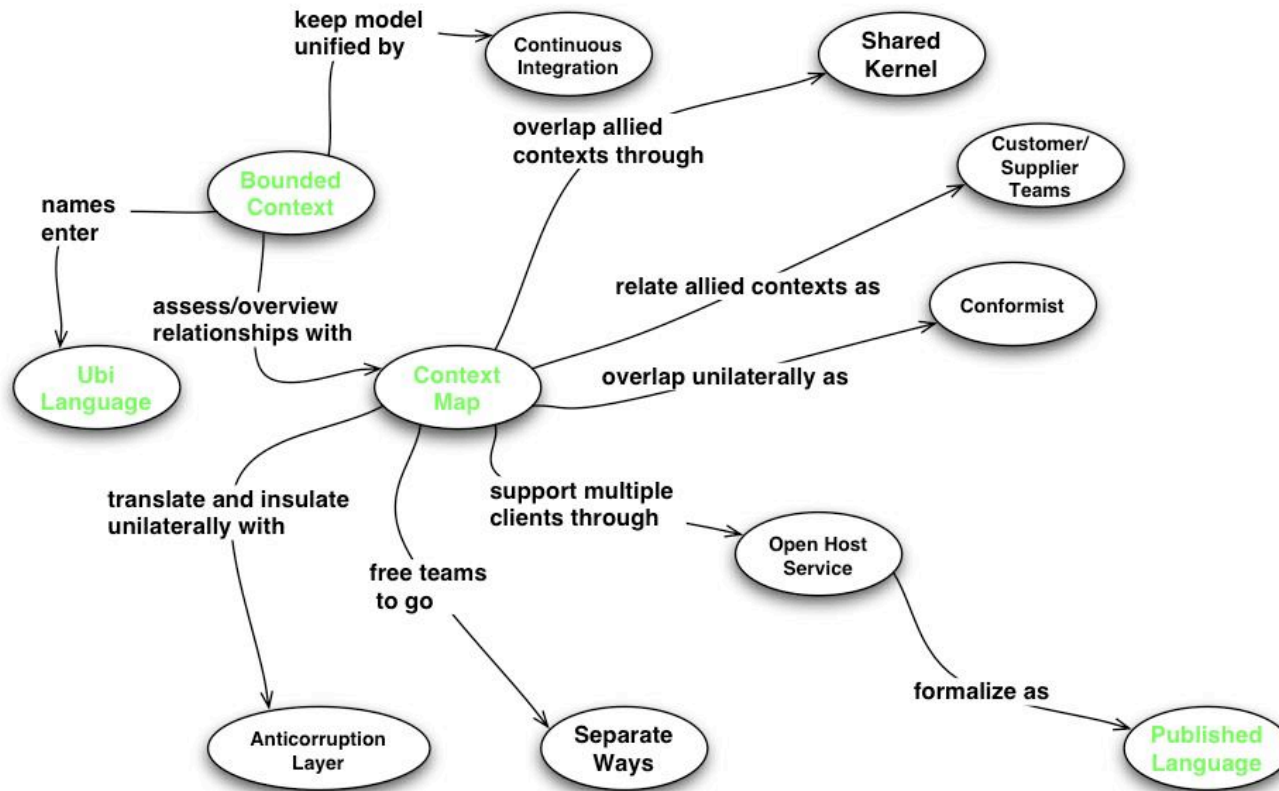 keep model
unified by
Continuous
Integration
Shared
Kernel
overlap allied
contexts through
Customer/
Supplier
Teams
Bounded
Context
names
enter
relate allied contexts as
Conformist
assess/overview
relationships with
Ubi
Language
Context
Map
overlap unilaterally as
translate and insulate
unilaterally with
support multiple
clients through
Open Host
Service
free teams
to go
formalize as
Anticorruption
Layer
Separate
Ways
Published
Language